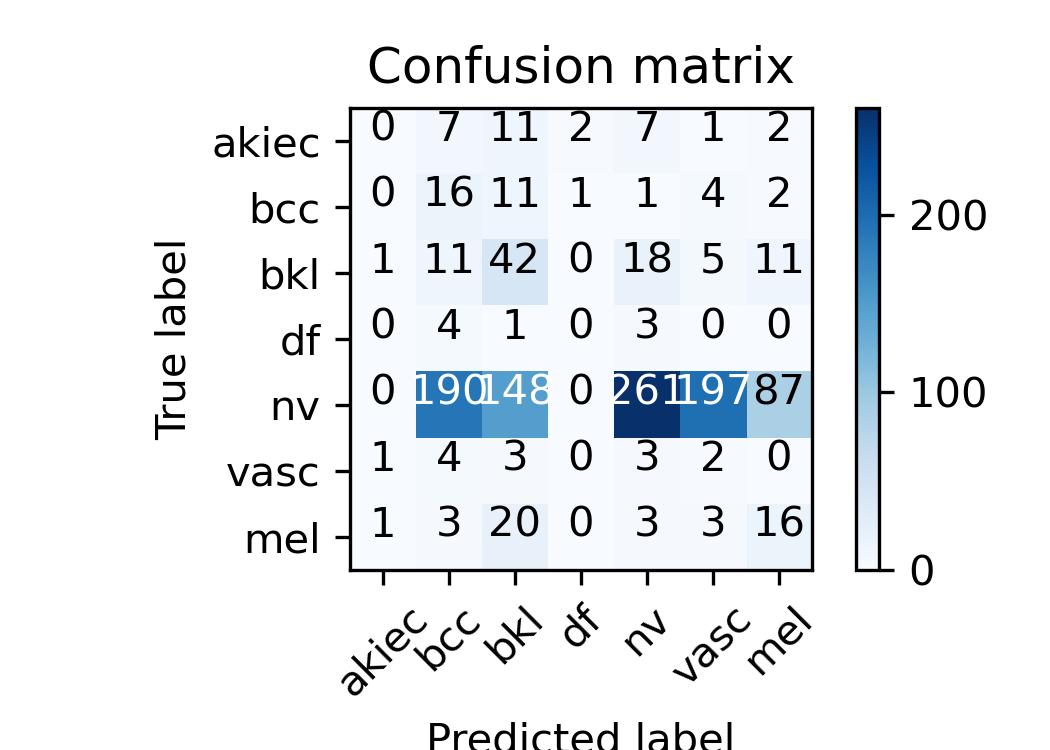 Confusion matrix
akiec 0 7 11 2 7 1 2
bcc 0 16 11 1 1 4 2
bkl 1 11 42 0 18 5 11
df 0 4 1 0 3 0 0
nv 0 190 148 0 261 197 87
vasc 1 4 3 0 3 2 0
mel 1 3 20 0 3 3 16
True label
akiec bcc bkl df nv vasc mel
Predicted label
200
100
0